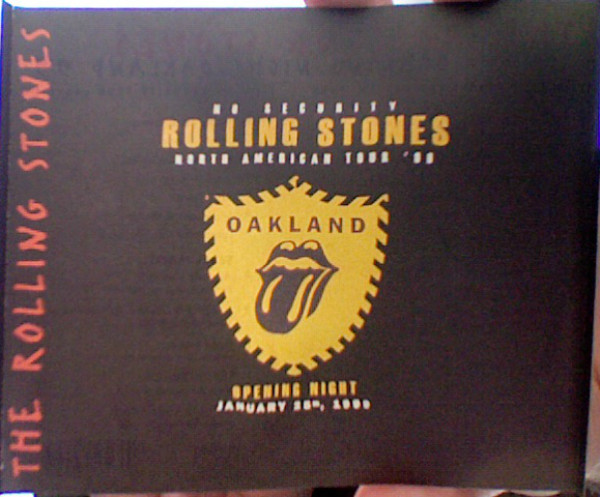 THE ROLLING STONES
NO SECURITY
ROLLING STONES
NORTH AMERICAN TOUR '99
OAKLAND
OPENING NIGHT
JANUARY 25TH, 1999